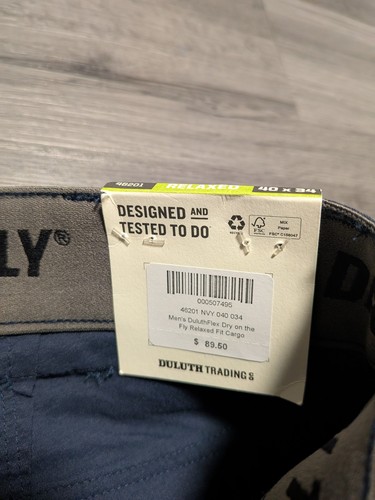 46201 RELAXED 40 x 34
DESIGNED AND
TESTED TO DO
FSC
MIX
Paper
LY®
000507495
46201 NVY 040 034
Men's DuluthFlex Dry on the
Fly Relaxed Fit Cargo
$ 89.50
DULUTH TRADING